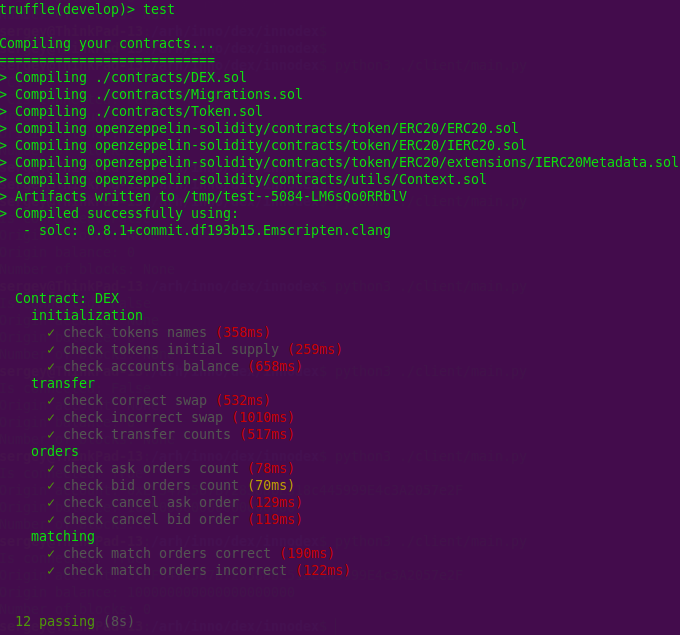 truffle(develop)> test
Compiling your contracts...
===========================
> Compiling ./contracts/DEX.sol
> Compiling ./contracts/Migrations.sol
> Compiling ./contracts/Token.sol
> Compiling openzeppelin-solidity/contracts/token/ERC20/ERC20.sol
> Compiling openzeppelin-solidity/contracts/token/ERC20/IERC20.sol
> Compiling openzeppelin-solidity/contracts/token/ERC20/extensions/IERC20Metadata.sol
> Compiling openzeppelin-solidity/contracts/utils/Context.sol
> Artifacts written to /tmp/test--5084-LM6sQo0RRblV
> Compiled successfully using:
   - solc: 0.8.1+commit.df193b15.Emscripten.clang
  Contract: DEX
    initialization
      ✓ check tokens names (358ms)
      ✓ check tokens initial supply (259ms)
      ✓ check accounts balance (658ms)
    transfer
      ✓ check correct swap (532ms)
      ✓ check incorrect swap (1010ms)
      ✓ check transfer counts (517ms)
    orders
      ✓ check ask orders count (78ms)
      ✓ check bid orders count (70ms)
      ✓ check cancel ask order (129ms)
      ✓ check cancel bid order (119ms)
    matching
      ✓ check match orders correct (190ms)
      ✓ check match orders incorrect (122ms)
  12 passing (8s)